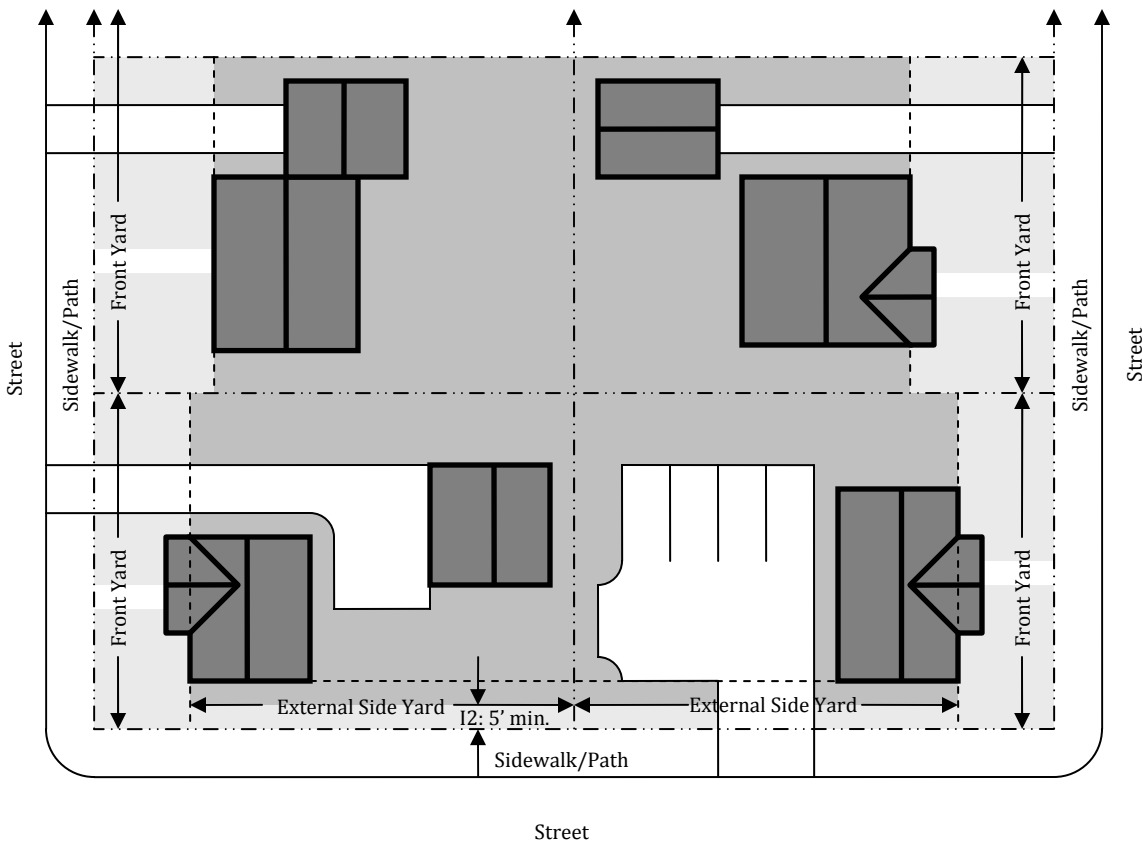 Front Yard
Front Yard
Street
Sidewalk/Path
Sidewalk/Path
Street
Front Yard
Front Yard
External Side Yard
External Side Yard
I2: 5’ min.
Sidewalk/Path
Street